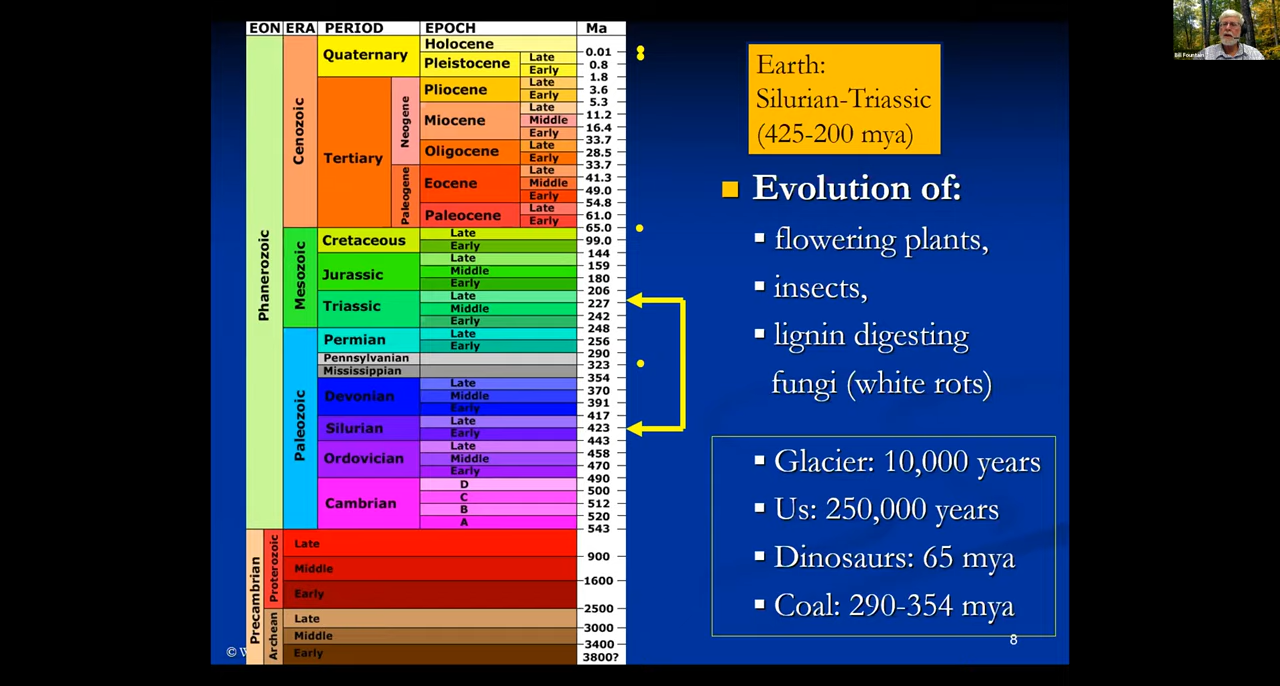 EON ERA PERIOD EPOCH Ma
Phanerozoic
Cenozoic
Quaternary
Holocene
0.01
Pleistocene
Late
0.8
Early
1.8
Tertiary
Neogene
Pliocene
Late
3.6
Early
5.3
Miocene
Late
11.2
Middle
16.4
Early
33.7
Oligocene
Late
28.5
Early
33.7
Paleogene
Eocene
Late
41.3
Middle
49.0
Early
54.8
Paleocene
Late
61.0
Early
65.0
Mesozoic
Cretaceous
Late
99.0
Early
144
Jurassic
Late
159
Middle
180
Early
206
Triassic
Late
227
Middle
242
Early
248
Paleozoic
Permian
Late
256
Early
290
Pennsylvanian
323
Mississippian
354
Devonian
Late
370
Middle
391
Early
417
Silurian
Late
423
Early
443
Ordovician
Late
458
Middle
470
Early
490
Cambrian
D
500
C
512
B
520
A
543
Precambrian
Proterozoic
Late
900
Middle
1600
Early
2500
Archean
Late
3000
Middle
3400
Early
3800?
©
Earth:
Silurian-Triassic
(425-200 mya)
Evolution of:
flowering plants,
insects,
lignin digesting
fungi (white rots)
Glacier: 10,000 years
Us: 250,000 years
Dinosaurs: 65 mya
Coal: 290-354 mya
8
Bill Fountain